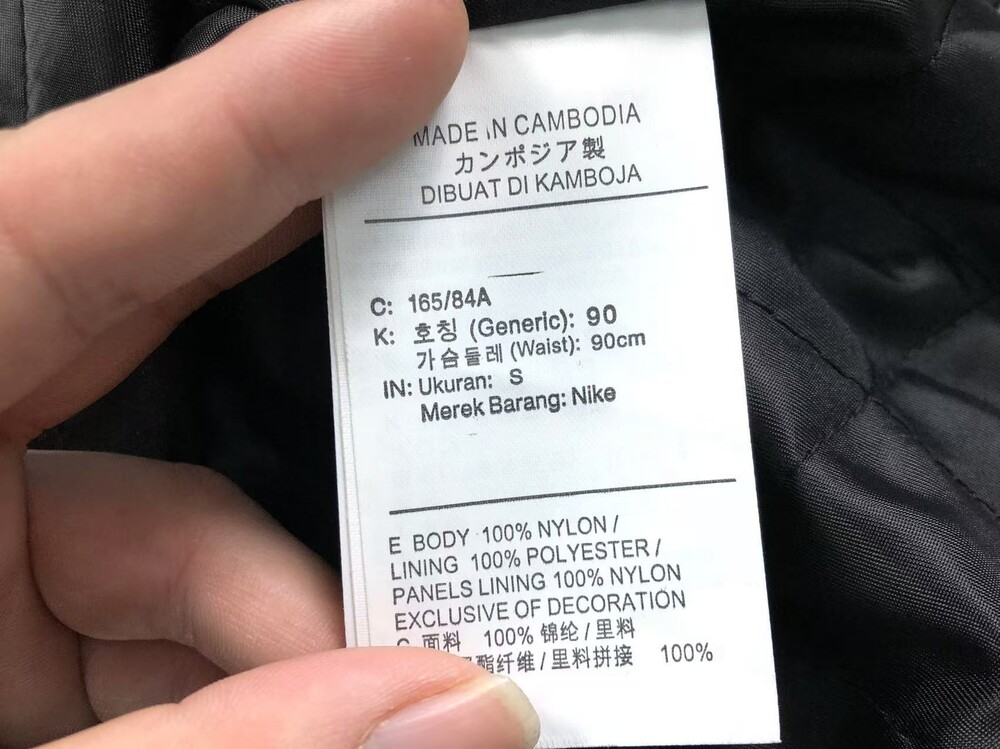 MADE IN CAMBODIA
カンボジア製
DIBUAT DI KAMBOJA
C: 165/84A
K: 호칭 (Generic): 90
가슴둘레 (Waist): 90cm
IN: Ukuran: S
Merek Barang: Nike
E BODY 100% NYLON /
LINING 100% POLYESTER /
PANELS LINING 100% NYLON
EXCLUSIVE OF DECORATION
面料 100% 锦纶 / 里料
酯纤维 / 里料拼接 100%